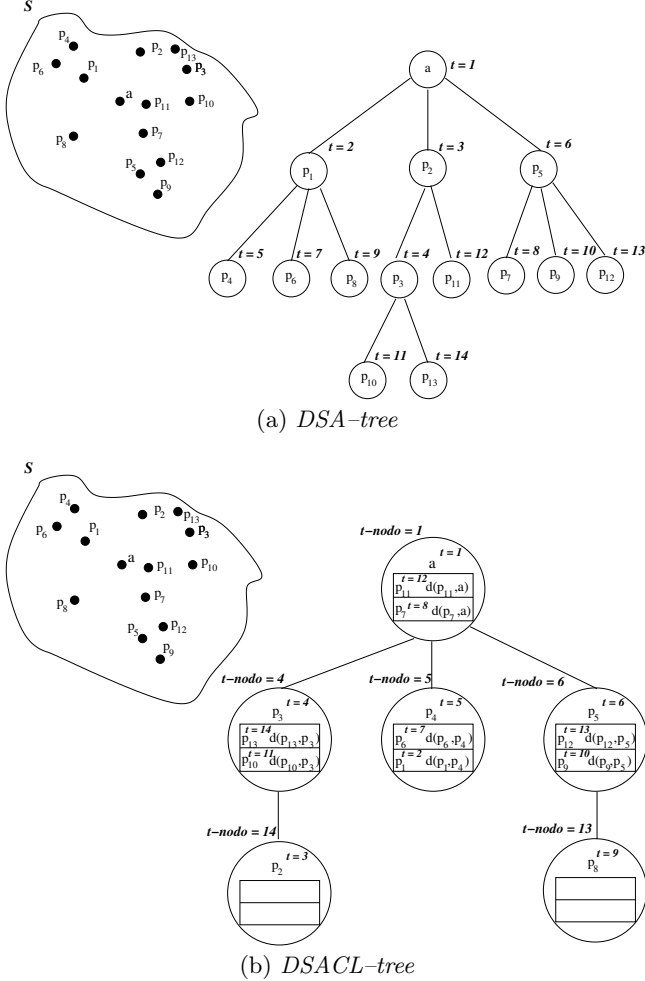 S
p4
p2
p13
p6
p1
p3
a
p11
p10
p8
p7
p5
p12
p9
a
t = 1
t = 2
t = 3
t = 6
p1
p2
p5
t = 5
t = 7
t = 9
t = 4
t = 12
t = 8
t = 10
t = 13
p4
p6
p8
p3
p11
p7
p9
p12
t = 11
t = 14
p10
p13
(a) DSA–tree
S
p4
p2
p13
p6
p1
p3
a
p11
p10
p8
p7
p5
p12
p9
t−nodo = 1
t = 1
a
t = 12
p11 d(p11,a)
p7 t = 8 d(p7,a)
t−nodo = 4
t−nodo = 5
t−nodo = 6
p3 t = 4
p4 t = 5
p5 t = 6
t = 14
p13 d(p13,p3)
t = 11
p10 d(p10,p3)
t = 7
p6 d(p6,p4)
t = 2
p1 d(p1,p4)
t = 13
p12 d(p12,p5)
t = 10
p9 d(p9,p5)
t−nodo = 14
t−nodo = 13
p2 t = 3
p8 t = 9
(b) DSACL–tree